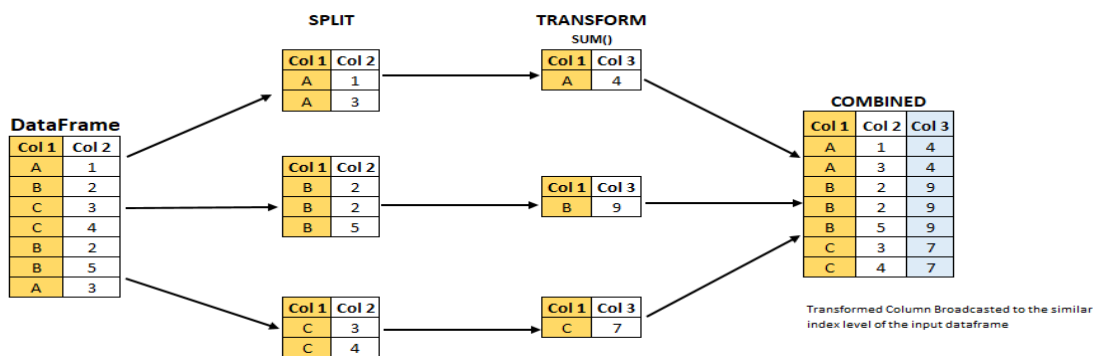 DataFrame
Col 1 Col 2
A 1
B 2
C 3
C 4
B 2
B 5
A 3
SPLIT
Col 1 Col 2
A 1
A 3
Col 1 Col 2
B 2
B 2
B 5
Col 1 Col 2
C 3
C 4
TRANSFORM
SUM()
Col 1 Col 3
A 4
Col 1 Col 3
B 9
Col 1 Col 3
C 7
COMBINED
Col 1 Col 2 Col 3
A 1 4
A 3 4
B 2 9
B 2 9
B 5 9
C 3 7
C 4 7
Transformed Column Broadcasted to the similar
index level of the input dataframe